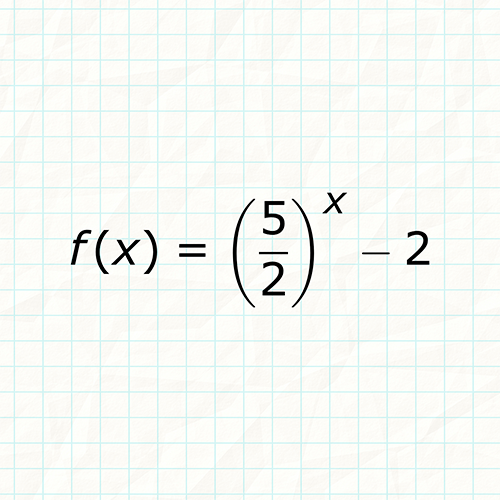 f(x) = (5/2)^x − 2